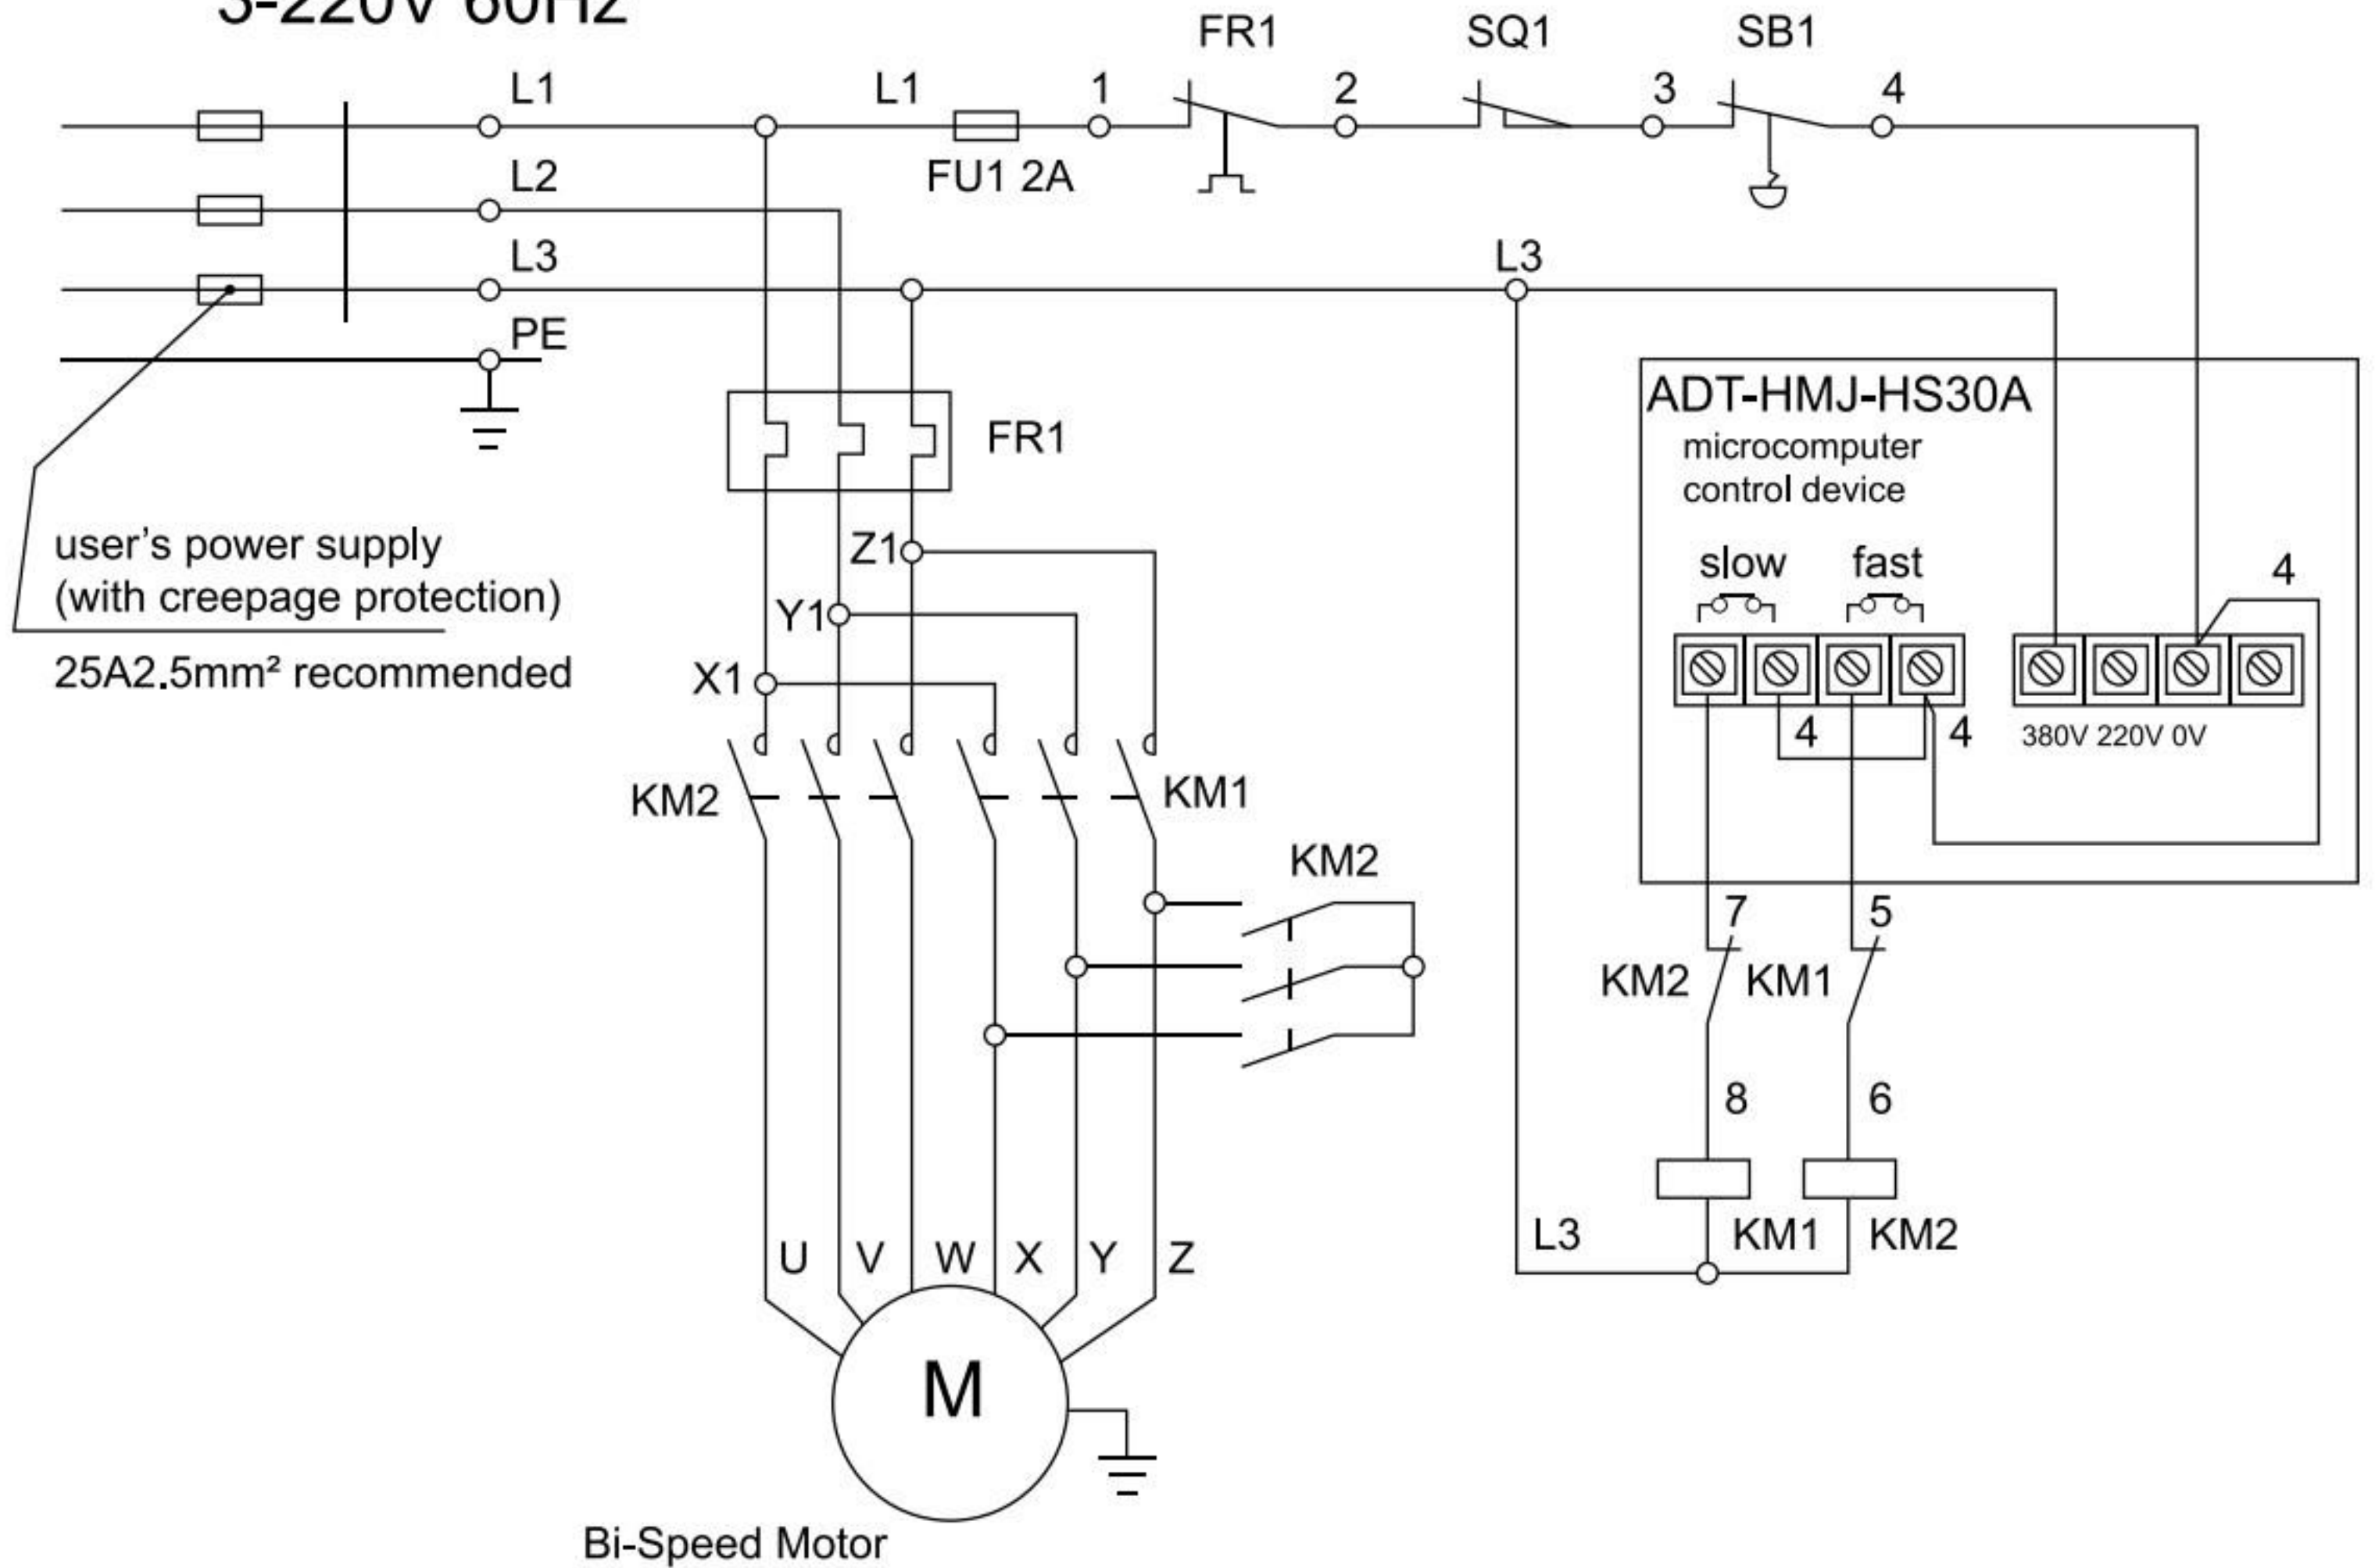 3-220V 60Hz
FR1
SQ1
SB1
L1
L1
1
2
3
4
FU1 2A
L2
L3
L3
PE
FR1
ADT-HMJ-HS30A
microcomputer
control device
user's power supply
(with creepage protection)
25A2.5mm² recommended
Z1
Y1
X1
slow
fast
4
4
4
380V 220V 0V
KM2
KM1
KM2
7
5
KM2
KM1
8
6
L3
KM1
KM2
U
V
W
X
Y
Z
M
Bi-Speed Motor